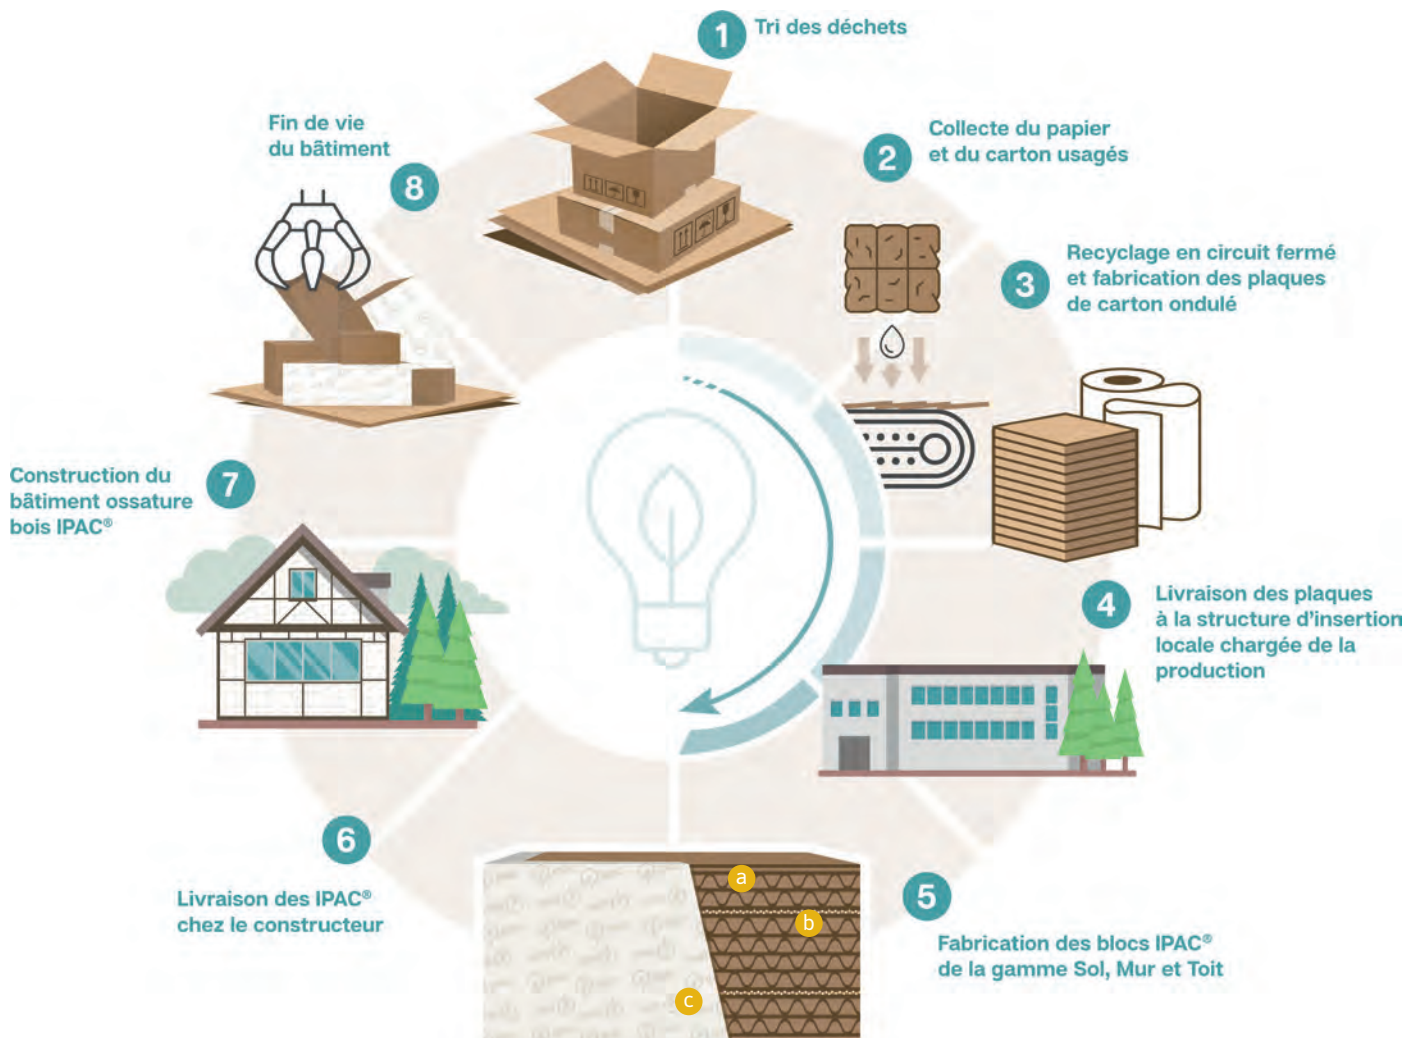 1
Tri des déchets
2
Collecte du papier
et du carton usagés
3
Recyclage en circuit fermé
et fabrication des plaques
de carton ondulé
4
Livraison des plaques
à la structure d'insertion
locale chargée de la
production
5
Fabrication des blocs IPAC®
de la gamme Sol, Mur et Toit
a
b
c
6
Livraison des IPAC®
chez le constructeur
7
Construction du
bâtiment ossature
bois IPAC®
8
Fin de vie
du bâtiment